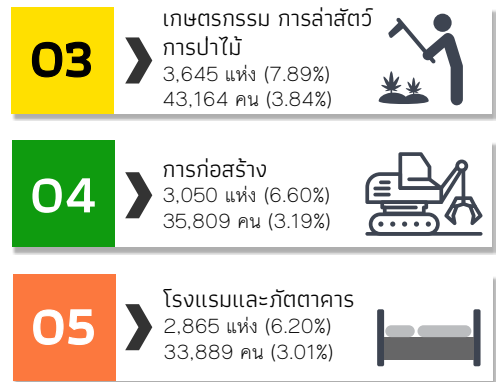 03
เกษตรกรรม การล่าสัตว์
การป่าไม้
3,645 แห่ง (7.89%)
43,164 คน (3.84%)
04
การก่อสร้าง
3,050 แห่ง (6.60%)
35,809 คน (3.19%)
05
โรงแรมและภัตตาคาร
2,865 แห่ง (6.20%)
33,889 คน (3.01%)